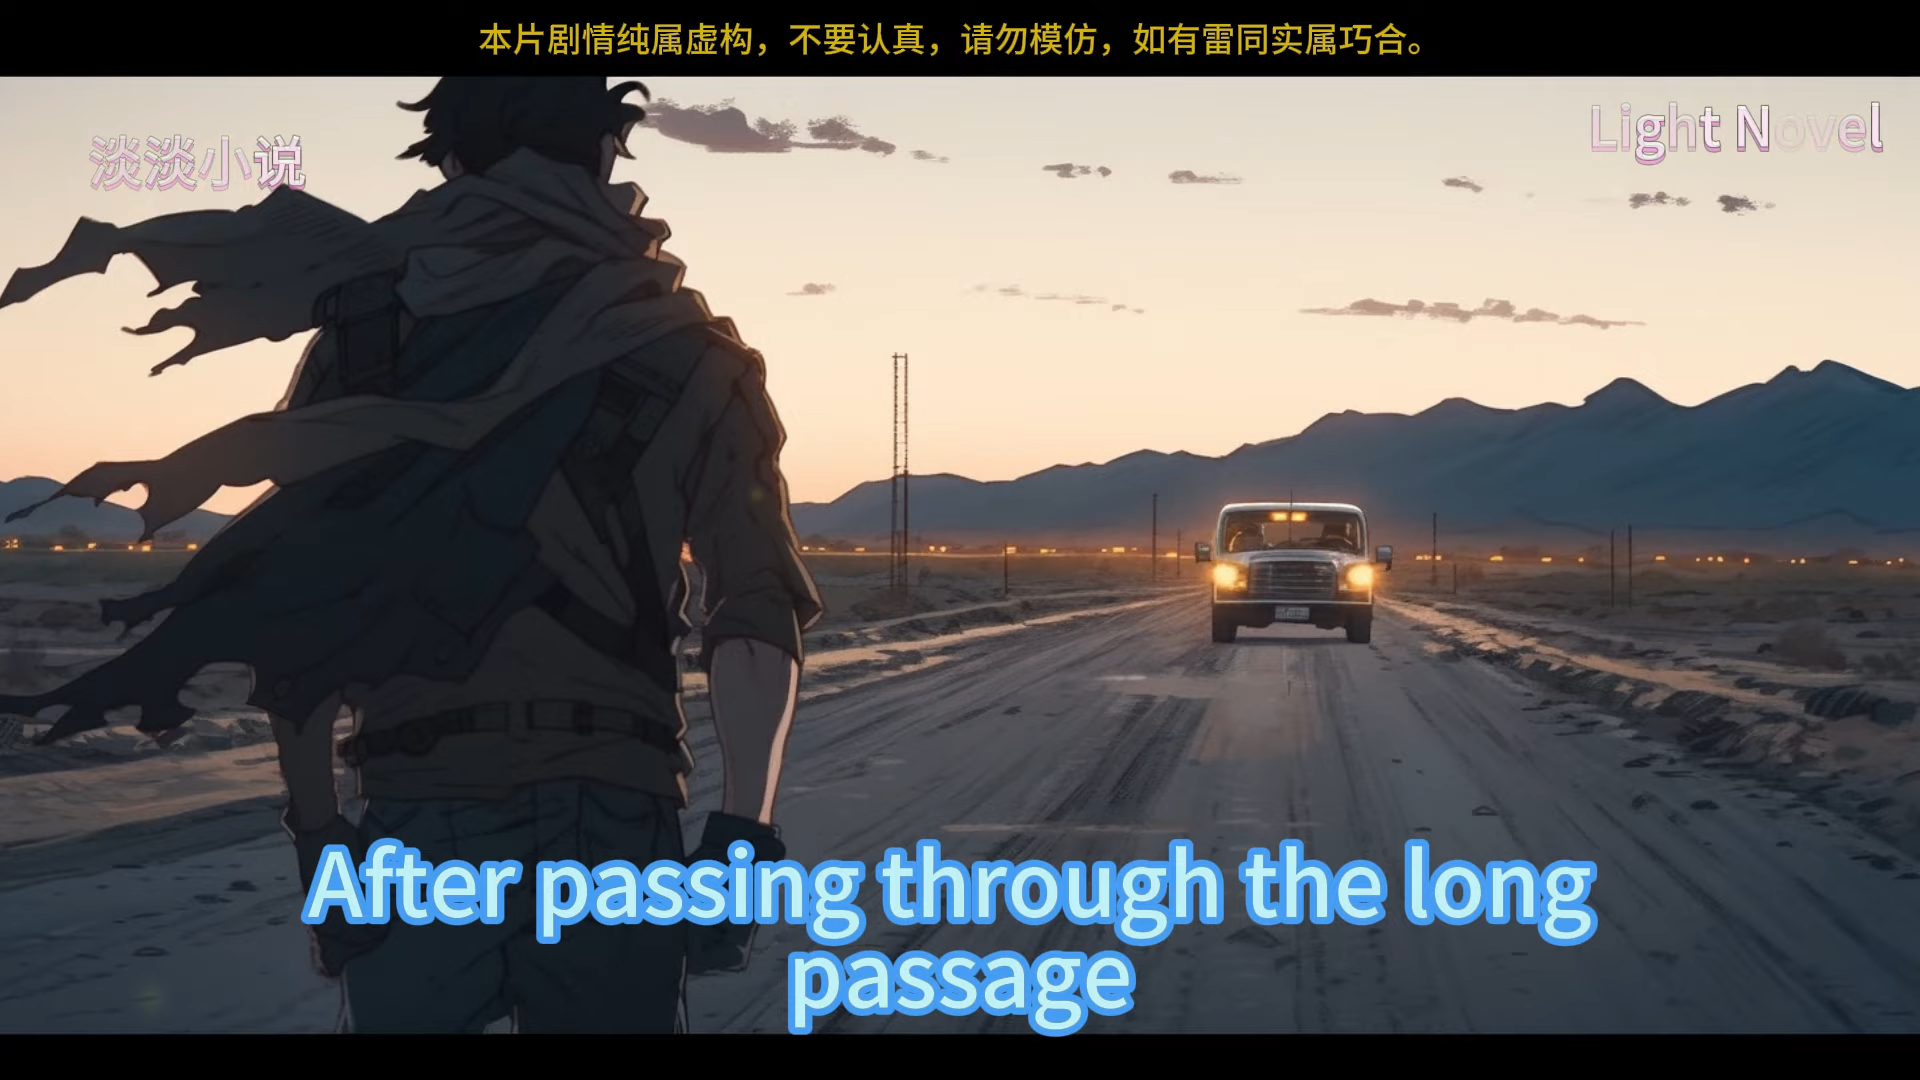 本片剧情纯属虚构，不要认真，请勿模仿，如有雷同实属巧合。
淡淡小说
Light Novel
After passing through the long
passage